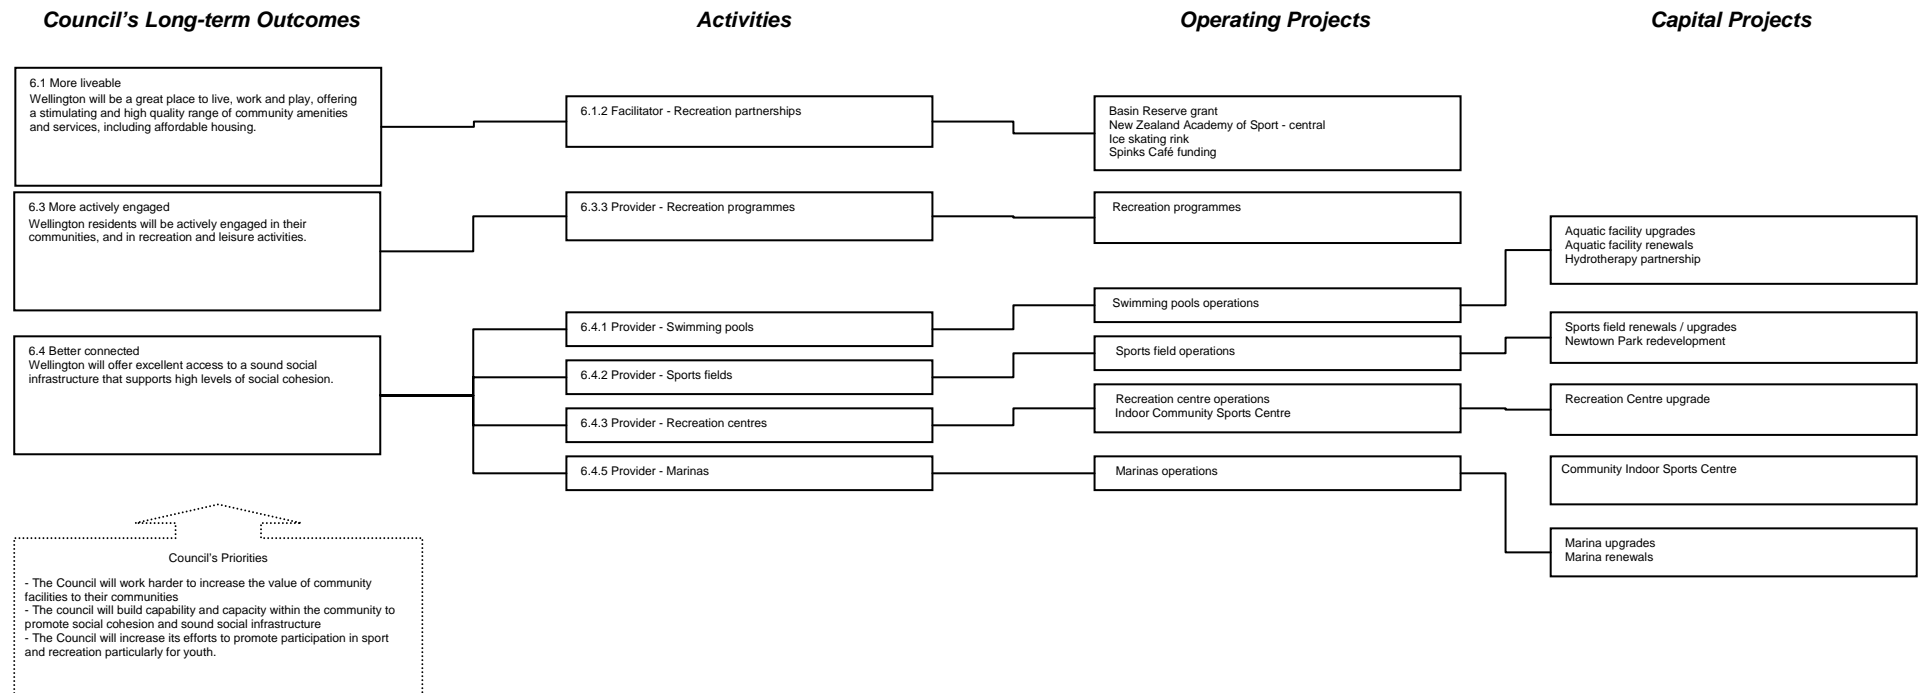 Council's Long-term Outcomes
Activities
Operating Projects
Capital Projects
6.1 More liveable
Wellington will be a great place to live, work and play, offering
a stimulating and high quality range of community amenities
and services, including affordable housing.
6.1.2 Facilitator - Recreation partnerships
Basin Reserve grant
New Zealand Academy of Sport - central
Ice skating rink
Spinks Café funding
6.3 More actively engaged
Wellington residents will be actively engaged in their
communities, and in recreation and leisure activities.
6.3.3 Provider - Recreation programmes
Recreation programmes
6.4 Better connected
Wellington will offer excellent access to a sound social
infrastructure that supports high levels of social cohesion.
6.4.1 Provider - Swimming pools
Swimming pools operations
Aquatic facility upgrades
Aquatic facility renewals
Hydrotherapy partnership
6.4.2 Provider - Sports fields
Sports field operations
Sports field renewals / upgrades
Newtown Park redevelopment
6.4.3 Provider - Recreation centres
Recreation centre operations
Indoor Community Sports Centre
Recreation Centre upgrade
6.4.5 Provider - Marinas
Marinas operations
Community Indoor Sports Centre
Marina upgrades
Marina renewals
Council's Priorities
- The Council will work harder to increase the value of community
facilities to their communities
- The council will build capability and capacity within the community to
promote social cohesion and sound social infrastructure
- The Council will increase its efforts to promote participation in sport
and recreation particularly for youth.